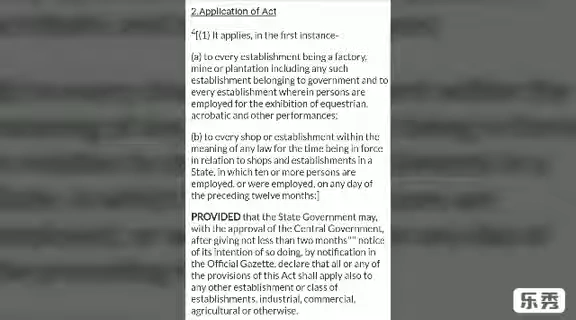 2.Application of Act
2[(1) It applies, in the first instance-
(a) to every establishment being a factory,
mine or plantation including any such
establishment belonging to government and to
every establishment wherein persons are
employed for the exhibition of equestrian,
acrobatic and other performances;
(b) to every shop or establishment within the
meaning of any law for the time being in force
in relation to shops and establishments in a
State, in which ten or more persons are
employed, or were employed, on any day of
the preceding twelve months;]
PROVIDED that the State Government may,
with the approval of the Central Government,
after giving not less than two months"" notice
of its intention of so doing, by notification in
the Official Gazette, declare that all or any of
the provisions of this Act shall apply also to
any other establishment or class of
establishments, industrial, commercial,
agricultural or otherwise.
乐秀